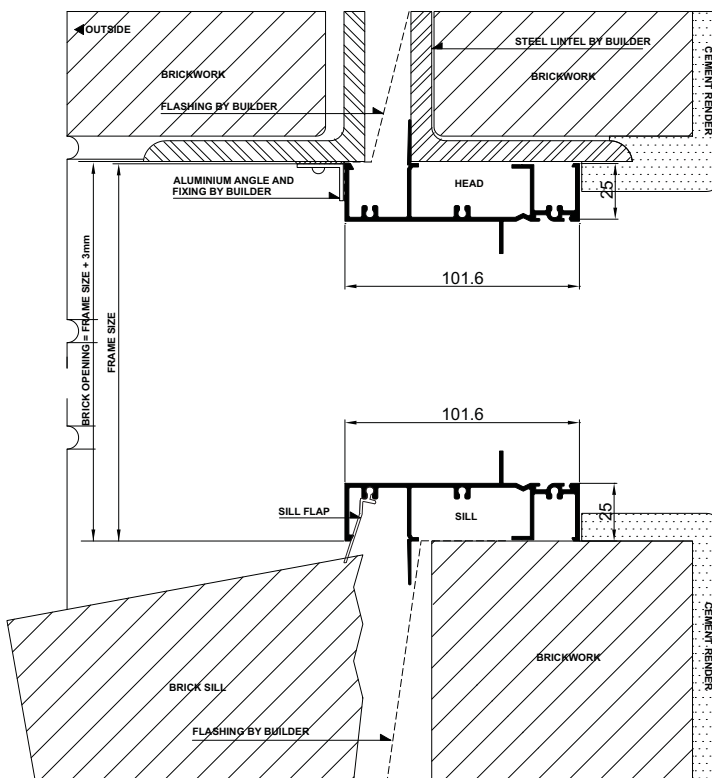 OUTSIDE
STEEL LINTEL BY BUILDER
BRICKWORK
BRICKWORK
CEMENT RENDER
FLASHING BY BUILDER
ALUMINIUM ANGLE AND
FIXING BY BUILDER
HEAD
25
101.6
BRICK OPENING = FRAME SIZE + 3mm
FRAME SIZE
101.6
SILL FLAP
SILL
25
CEMENT RENDER
BRICKWORK
BRICK SILL
FLASHING BY BUILDER